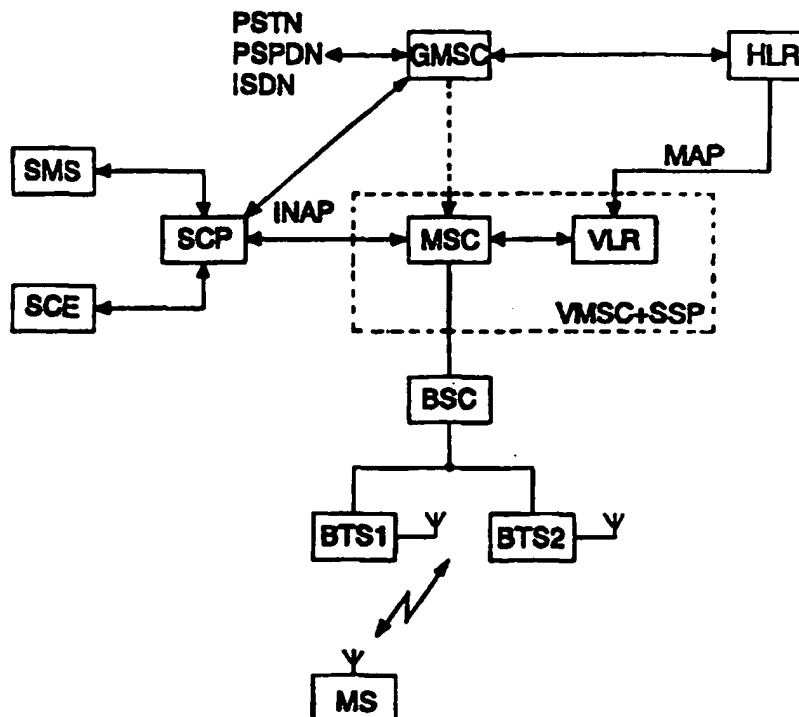 PSTN
PSPDN
ISDN
GMSC
HLR
MAP
SMS
INAP
SCP
MSC
VLR
SCE
VMSC+SSP
BSC
BTS1
BTS2
MS